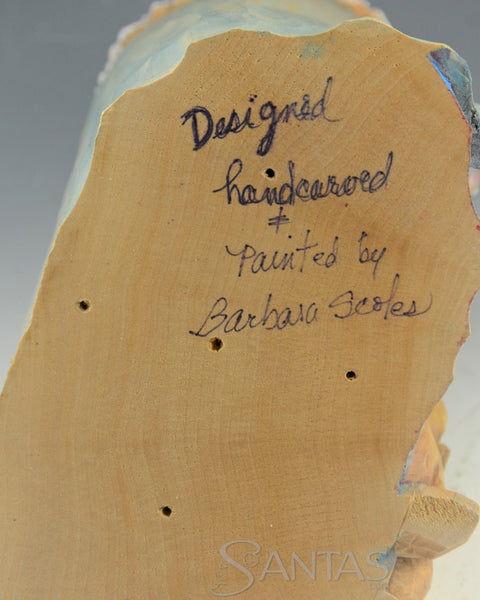 Designed
handcarved
+
Painted by
Barbara Scoles
SANTAS